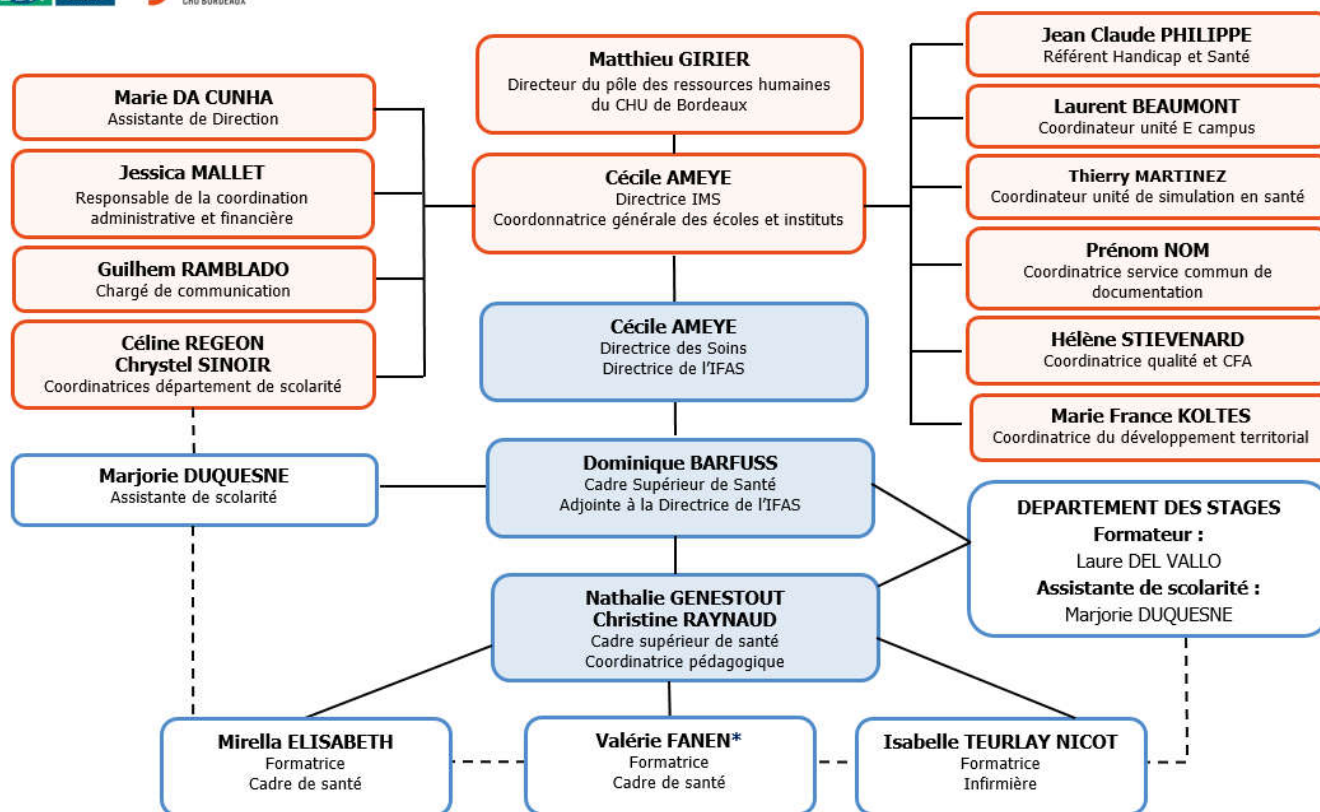 CHU BORDEAUX
Matthieu GIRIER
Directeur du pôle des ressources humaines
du CHU de Bordeaux
Marie DA CUNHA
Assistante de Direction
Jessica MALLET
Responsable de la coordination
administrative et financière
Guilhem RAMBLADO
Chargé de communication
Céline REGEON
Chrystel SINOIR
Coordinatrices département de scolarité
Cécile AMEYE
Directrice IMS
Coordonnatrice générale des écoles et instituts
Jean Claude PHILIPPE
Référent Handicap et Santé
Laurent BEAUMONT
Coordinateur unité E campus
Thierry MARTINEZ
Coordinateur unité de simulation en santé
Prénom NOM
Coordinatrice service commun de
documentation
Hélène STIEVENARD
Coordinatrice qualité et CFA
Marie France KOLTES
Coordinatrice du développement territorial
Cécile AMEYE
Directrice des Soins
Directrice de l'IFAS
Marjorie DUQUESNE
Assistante de scolarité
Dominique BARFUSS
Cadre Supérieur de Santé
Adjointe à la Directrice de l'IFAS
DEPARTEMENT DES STAGES
Formateur :
Laure DEL VALLO
Assistante de scolarité :
Marjorie DUQUESNE
Nathalie GENESTOUT
Christine RAYNAUD
Cadre supérieur de santé
Coordinatrice pédagogique
Mirella ELISABETH
Formatrice
Cadre de santé
Valérie FANEN*
Formatrice
Cadre de santé
Isabelle TEURLAY NICOT
Formatrice
Infirmière